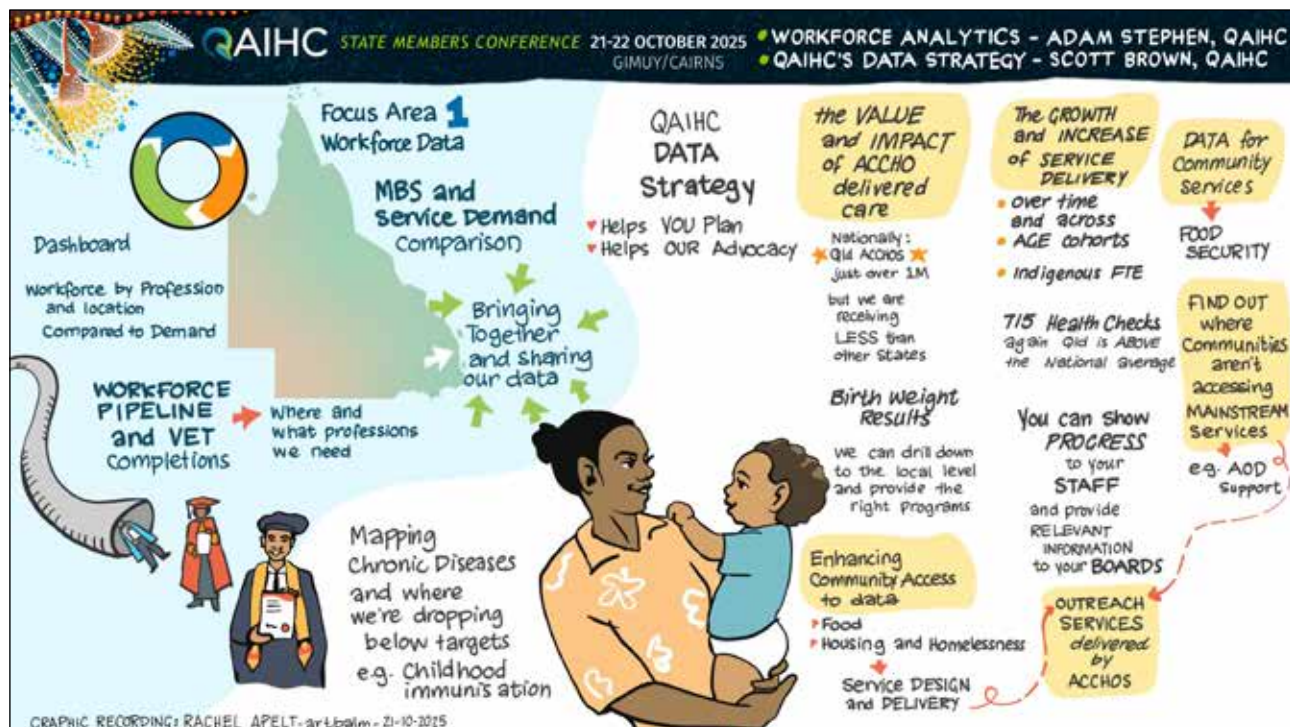 QAIHC STATE MEMBERS CONFERENCE 21-22 OCTOBER 2025
GIMUY/CAIRNS
• WORKFORCE ANALYTICS - ADAM STEPHEN, QAIHC
• QAIHC'S DATA STRATEGY - SCOTT BROWN, QAIHC
Focus Area 1
Workforce Data
MBS and
Service Demand
Comparison
Dashboard
Workforce by Profession
and location
Compared to Demand
Bringing
Together
and sharing
our data
WORKFORCE
PIPELINE
and VET
Completions
Where and
what professions
we need
Mapping
Chronic Diseases
and where
we're dropping
below targets
e.g. Childhood
immunisation
QAIHC
DATA
Strategy
Helps YOU Plan
Helps OUR Advocacy
the VALUE
and IMPACT
of ACCHO
delivered
care
Nationally:
Qld ACCHOS
just over 1M
but we are
receiving
LESS than
other States
Birth Weight
Results
We can drill down
to the local level
and provide the
right programs
Enhancing
Community Access
to data
Food
Housing and Homelessness
Service DESIGN
and DELIVERY
The GROWTH
and INCREASE
of SERVICE
DELIVERY
• over time
and across
• AGE cohorts
• Indigenous FTE
715 Health Checks
again Qld is ABOVE
the National average
You can show
PROGRESS
to your
STAFF
and provide
RELEVANT
INFORMATION
to your BOARDS
OUTREACH
SERVICES
delivered
by
ACCHOS
DATA for
Community
Services
FOOD
SECURITY
FIND OUT
where
Communities
aren't
accessing
MAINSTREAM
Services
e.g. AOD
Support
GRAPHIC RECORDING: RACHEL APELT - artbalm - 21-10-2025